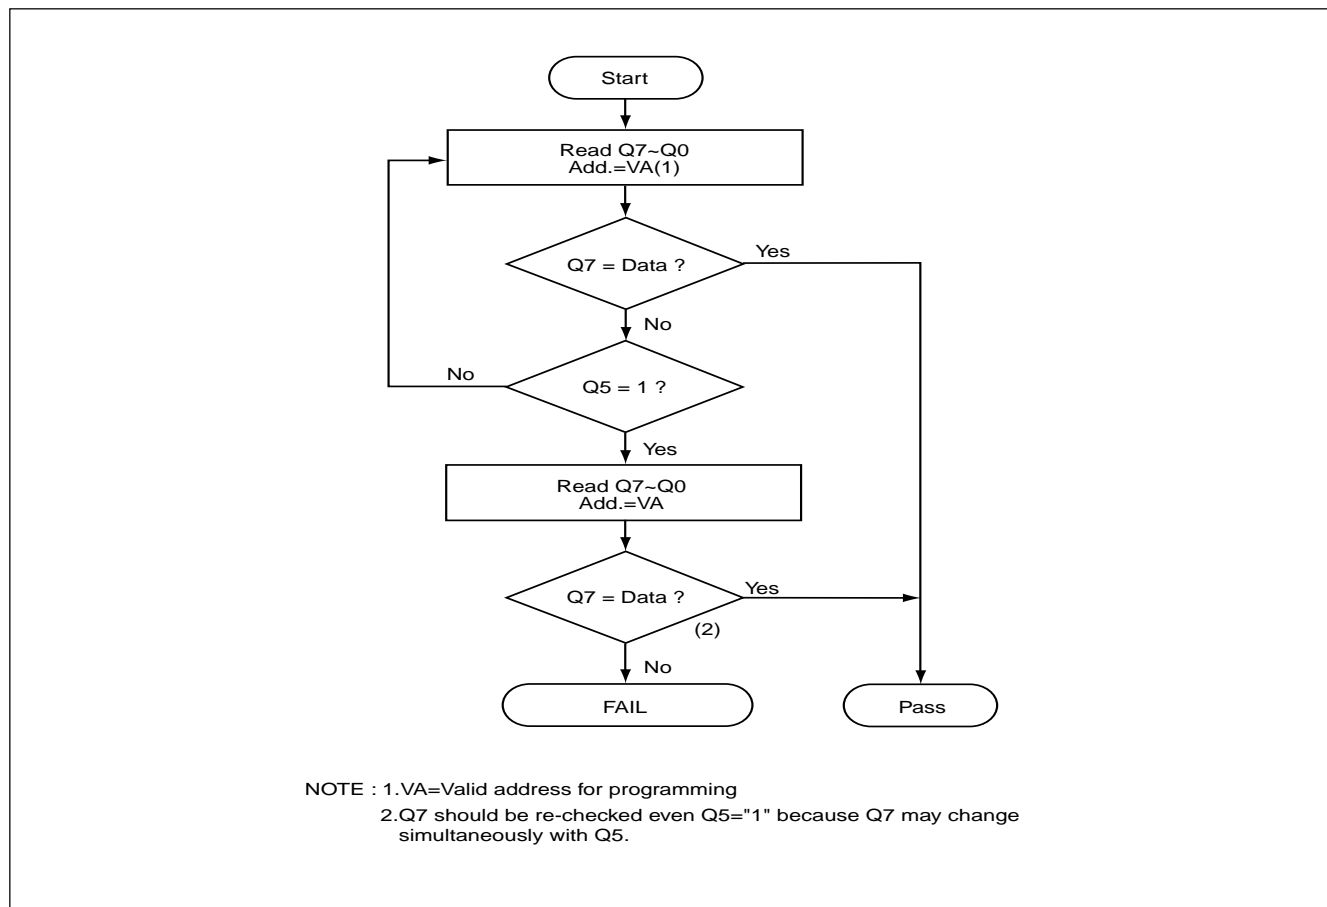 Start
Read Q7~Q0
Add.=VA(1)
Q7 = Data ?
Yes
No
Q5 = 1 ?
No
Yes
Read Q7~Q0
Add.=VA
Q7 = Data ?
Yes
(2)
No
FAIL
Pass
NOTE : 1.VA=Valid address for programming
2.Q7 should be re-checked even Q5="1" because Q7 may change
simultaneously with Q5.